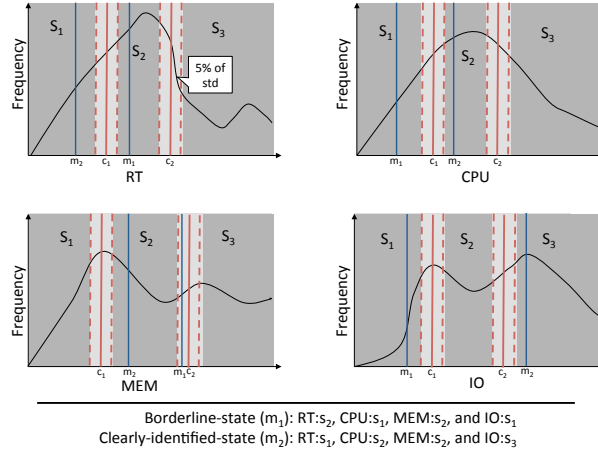 S1
S2
S3
5% of
std
Frequency
m2
c1
m1
c2
RT
S1
S2
S3
Frequency
m1
c1
m2
c2
CPU
S1
S2
S3
Frequency
c1
m2
m1
c2
MEM
S1
S2
S3
Frequency
m1
c1
c2
m2
IO
Borderline-state (m1): RT:s2, CPU:s1, MEM:s2, and IO:s1
Clearly-identified-state (m2): RT:s1, CPU:s2, MEM:s2, and IO:s3